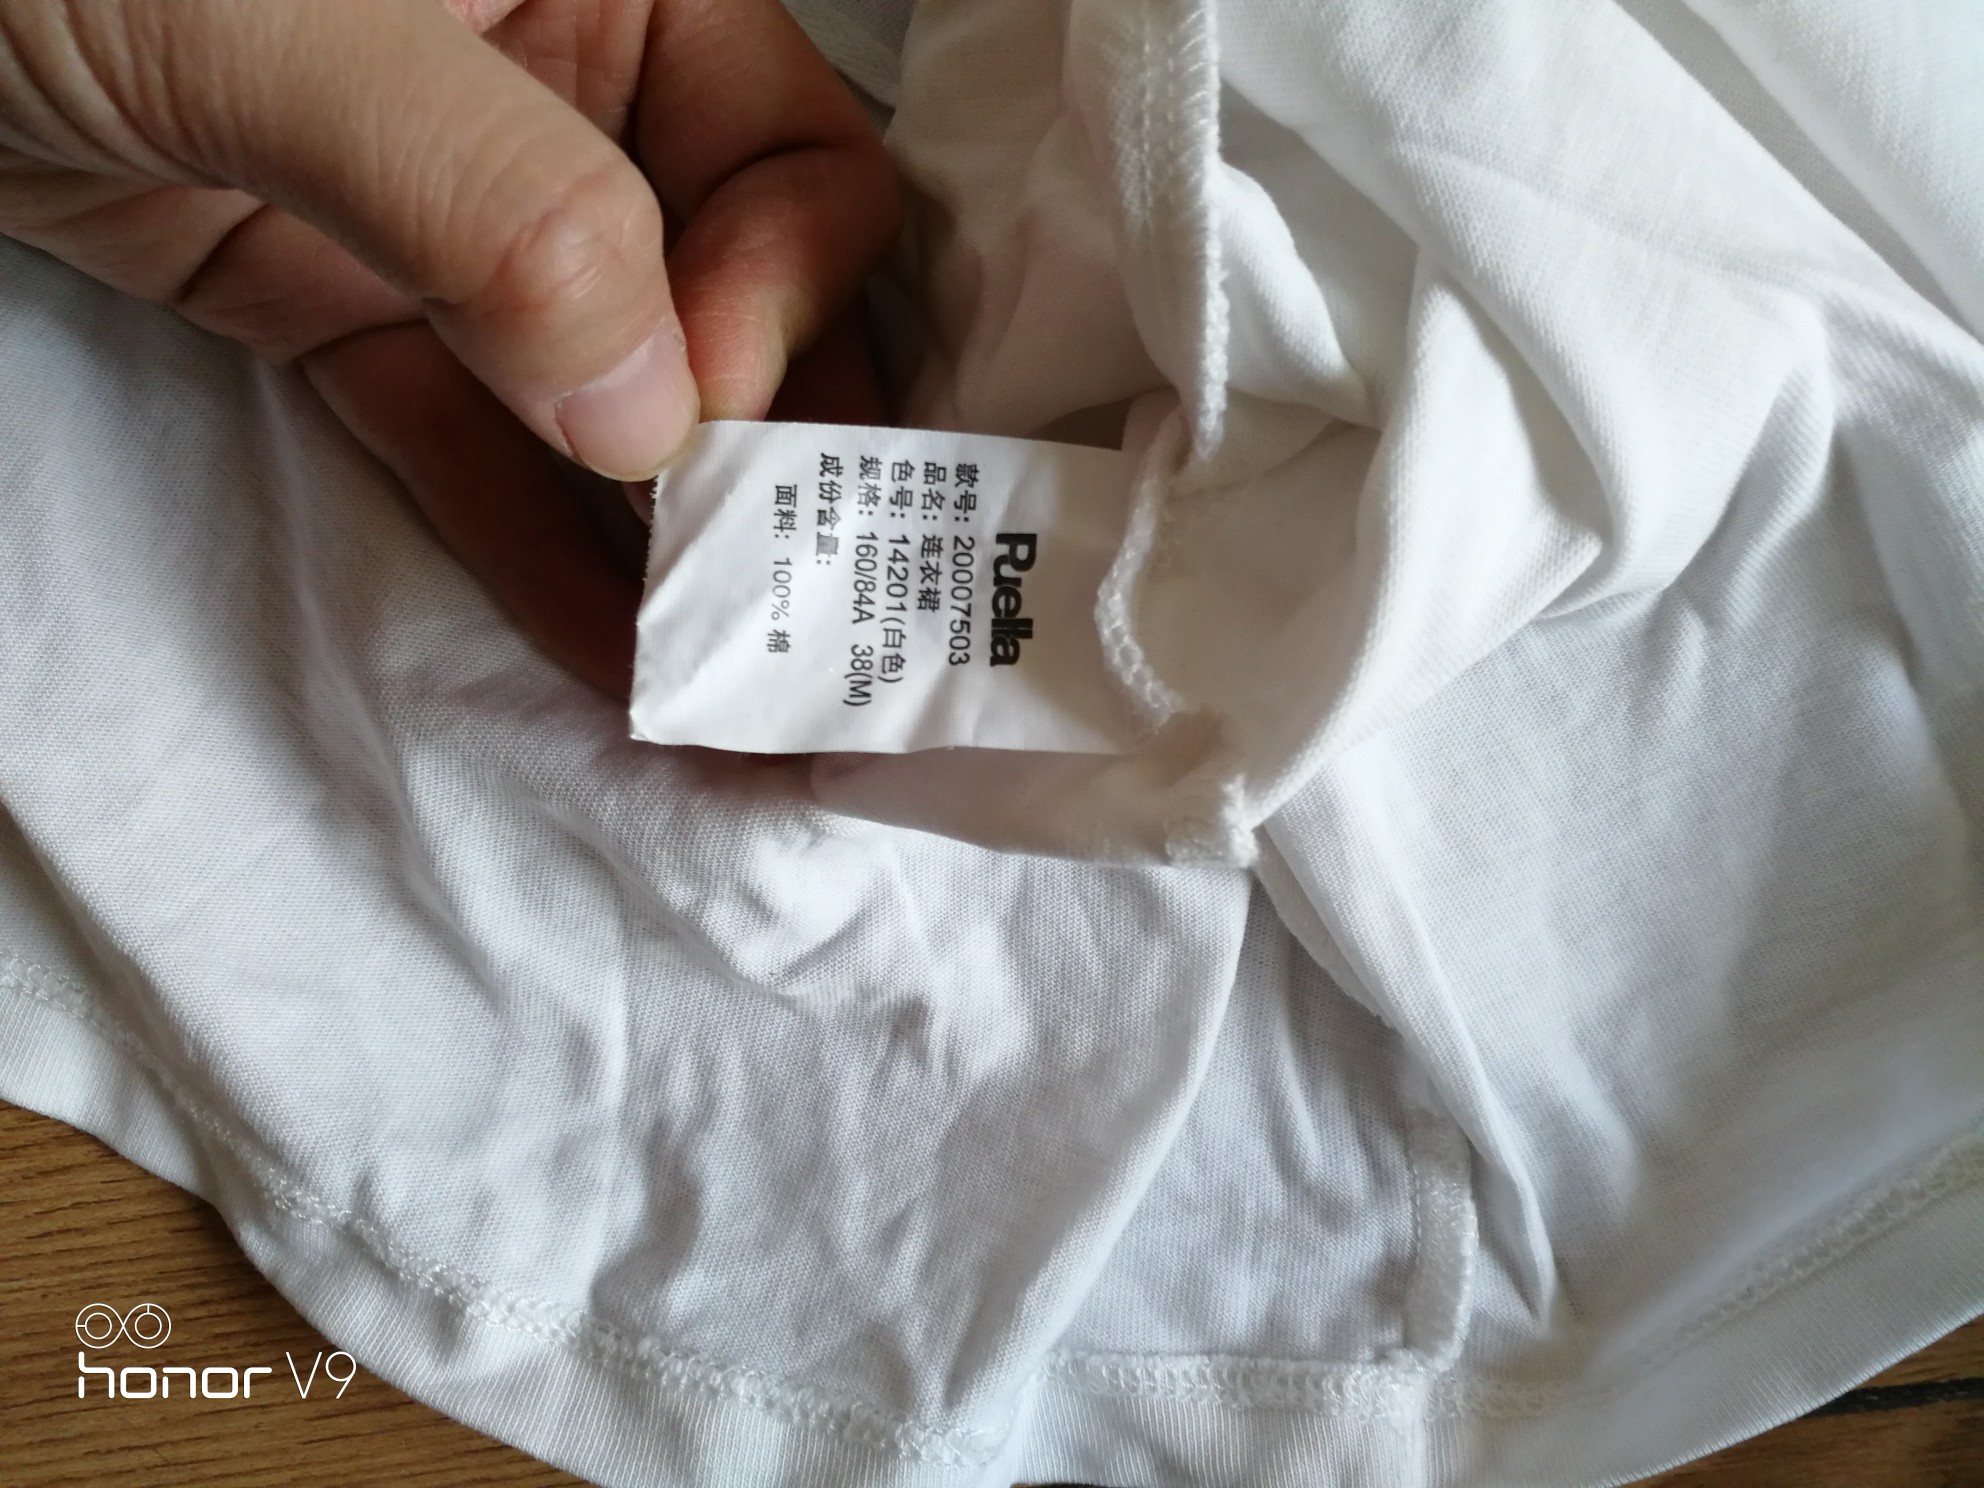 Puella
款号: 20007503
品名: 连衣裙
色号: 14201(白色)
规格: 160/84A 38(M)
成份含量:
面料: 100% 棉
honor V9